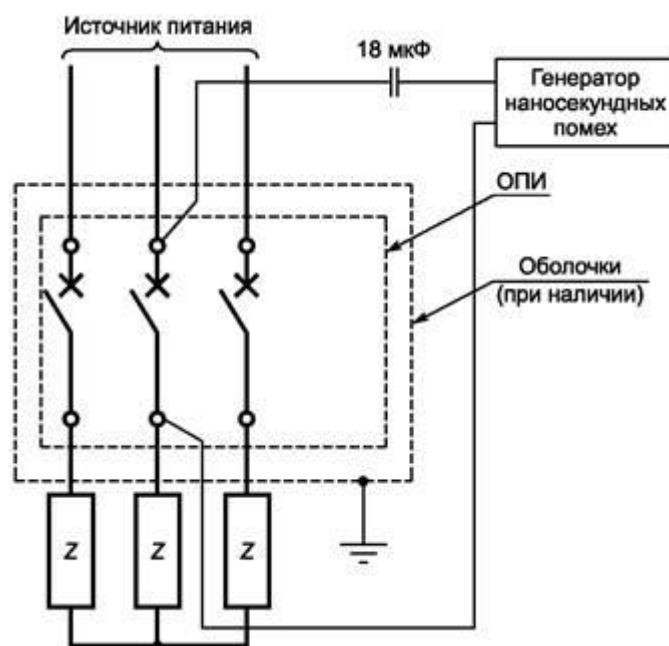 Источник питания
18 мкФ
Генератор
наносекундных
помех
ОПИ
Оболочки
(при наличии)
Z
Z
Z